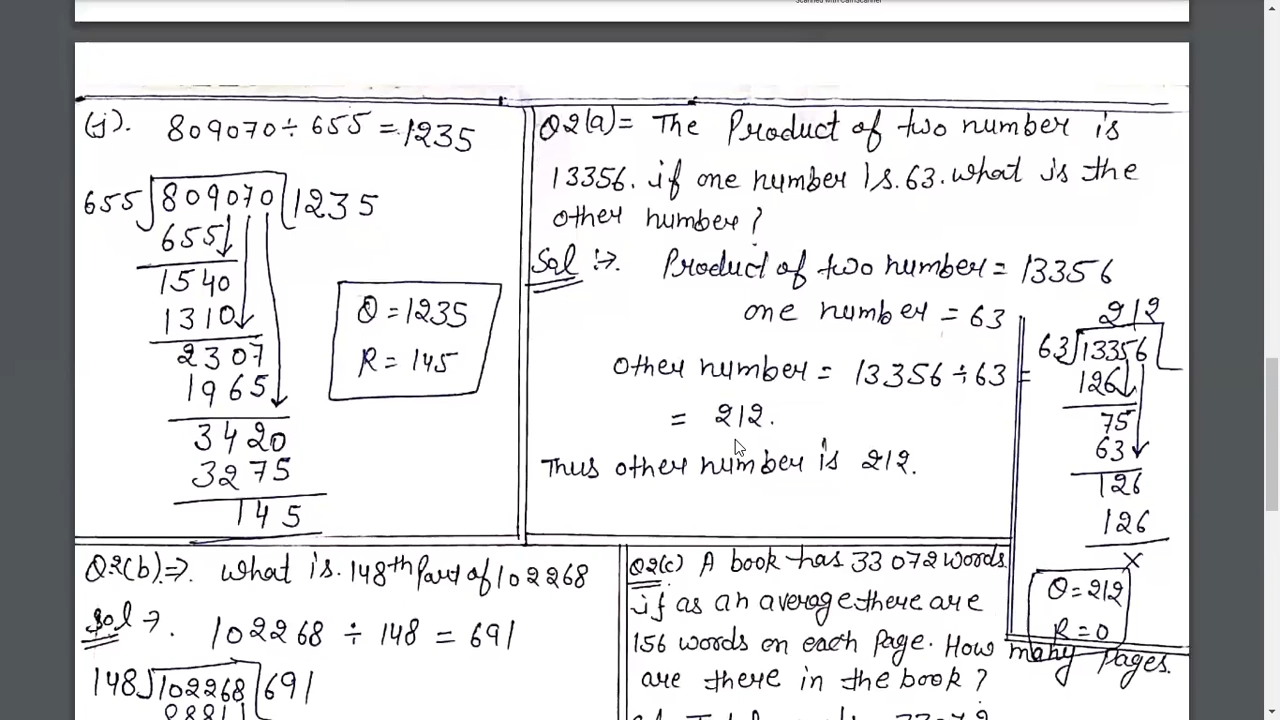 Scanned with CamScanner
(j). 809070 ÷ 655 = 1235
655 809070 1235
655
1540
1310
2307
1965
3420
3275
145
Q = 1235
R = 145
Q2(a) = The Product of two number is
13356. if one number is. 63. what is the
other number?
Sol :→. Product of two number = 13356
one number = 63
other number = 13356 ÷ 63 =
= 212.
Thus other number is 212.
212
63 13356
126
75
63
126
126
x
Q = 212
R = 0
Q.2(b) ⇒. what is. 148th Part of 102268
Sol →. 102268 ÷ 148 = 691
148 102268 691
Q2(c) A book has 33072 words
if as an average there are
156 words on each Page. How many Pages.
are there in the book?